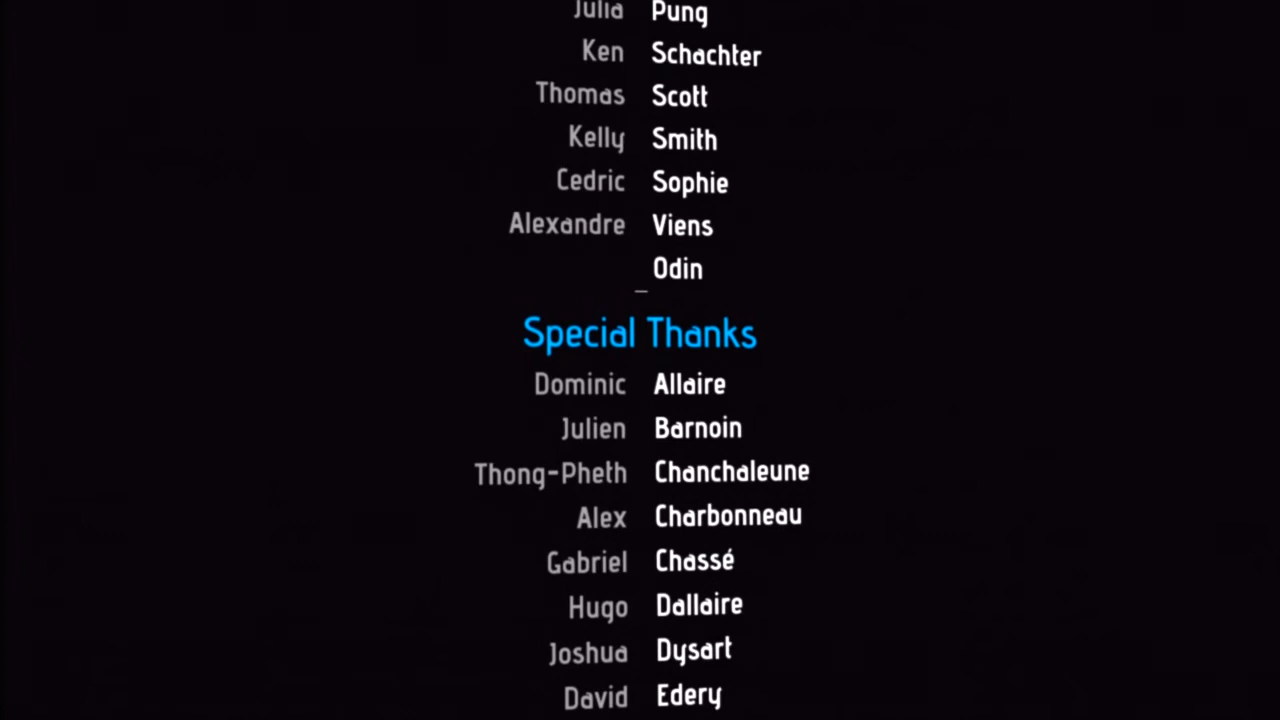 Julia Pung
Ken Schachter
Thomas Scott
Kelly Smith
Cedric Sophie
Alexandre Viens
Odin
_
Special Thanks
Dominic Allaire
Julien Barnoin
Thong-Pheth Chanchaleune
Alex Charbonneau
Gabriel Chassé
Hugo Dallaire
Joshua Dysart
David Edery